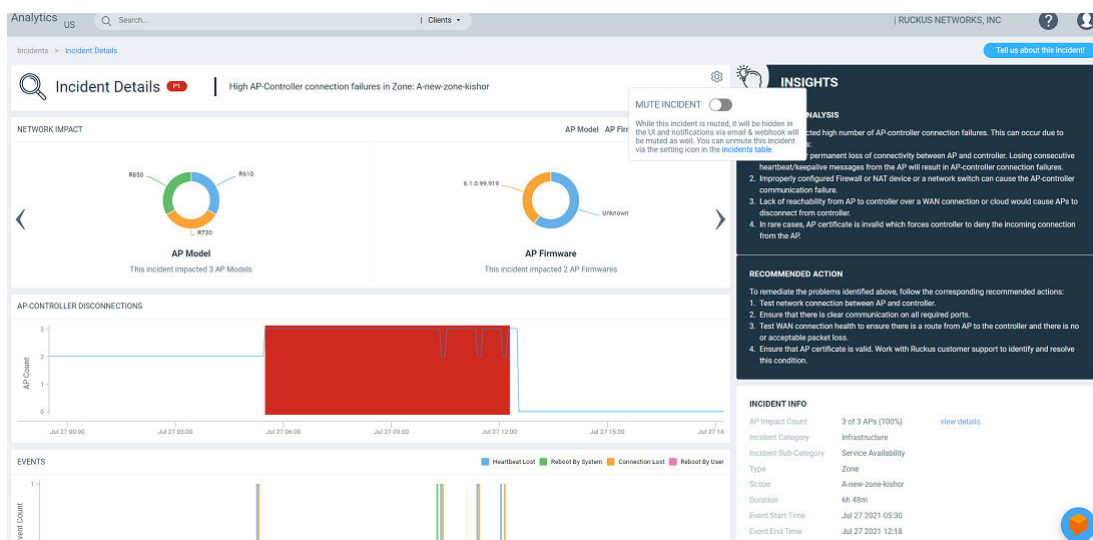 Analytics US
Search...
| Clients
| RUCKUS NETWORKS, INC
Incidents > Incident Details
Tell us about this incident!
Incident Details P1
High AP-Controller connection failures in Zone: A-new-zone-kishor
MUTE INCIDENT
While this incident is muted, it will be hidden in
the UI and notifications via email & webhook will
be muted as well. You can unmute this incident
via the setting icon in the incidents table
NETWORK IMPACT
AP Model AP Fir
R850
R610
R730
AP Model
This incident impacted 3 AP Models
6.1.0.99.919
Unknown
AP Firmware
This incident impacted 2 AP Firmwares
AP-CONTROLLER DISCONNECTIONS
AP Count
3
2
1
0
Jul 27 00:00
Jul 27 03:00
Jul 27 06:00
Jul 27 09:00
Jul 27 12:00
Jul 27 15:00
Jul 27 18
EVENTS
Heartbeat Lost
Reboot By System
Connection Lost
Reboot By User
1
vent Count
INSIGHTS
NALYSIS
cted high number of AP-controller connection failures. This can occur due to
s:
permanent loss of connectivity between AP and controller. Losing consecutive
heartbeat/keepalive messages from the AP will result in AP-controller connection failures.
2. Improperly configured Firewall or NAT device or a network switch can cause the AP-controller
communication failure.
3. Lack of reachability from AP to controller over a WAN connection or cloud would cause APs to
disconnect from controller.
4. In rare cases, AP certificate is invalid which forces controller to deny the incoming connection
from the AP.
RECOMMENDED ACTION
To remediate the problems identified above, follow the corresponding recommended actions:
1. Test network connection between AP and controller.
2. Ensure that there is clear communication on all required ports.
3. Test WAN connection health to ensure there is a route from AP to the controller and there is no
or acceptable packet loss.
4. Ensure that AP certificate is valid. Work with Ruckus customer support to identify and resolve
this condition.
INCIDENT INFO
AP Impact Count 3 of 3 APs (100%) view details
Incident Category Infrastructure
Incident Sub-Category Service Availability
Type Zone
Scope A-new-zone-kishor
Duration 6h 48m
Event Start Time Jul 27 2021 05:30
Event End Time Jul 27 2021 12:18